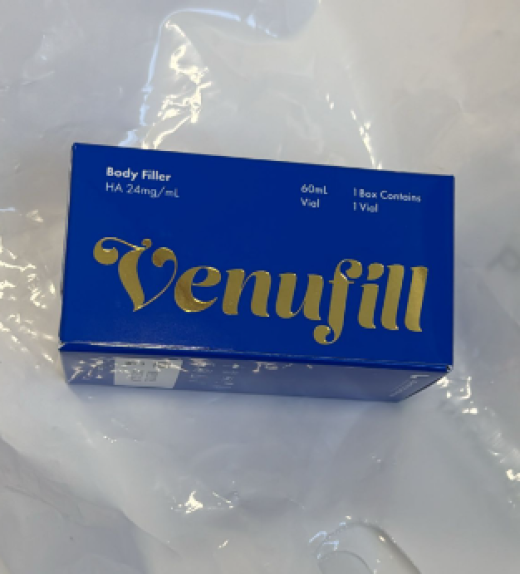 Body Filler
HA 24mg/mL
60mL
Vial
1 Box Contains
1 Vial
Venufill